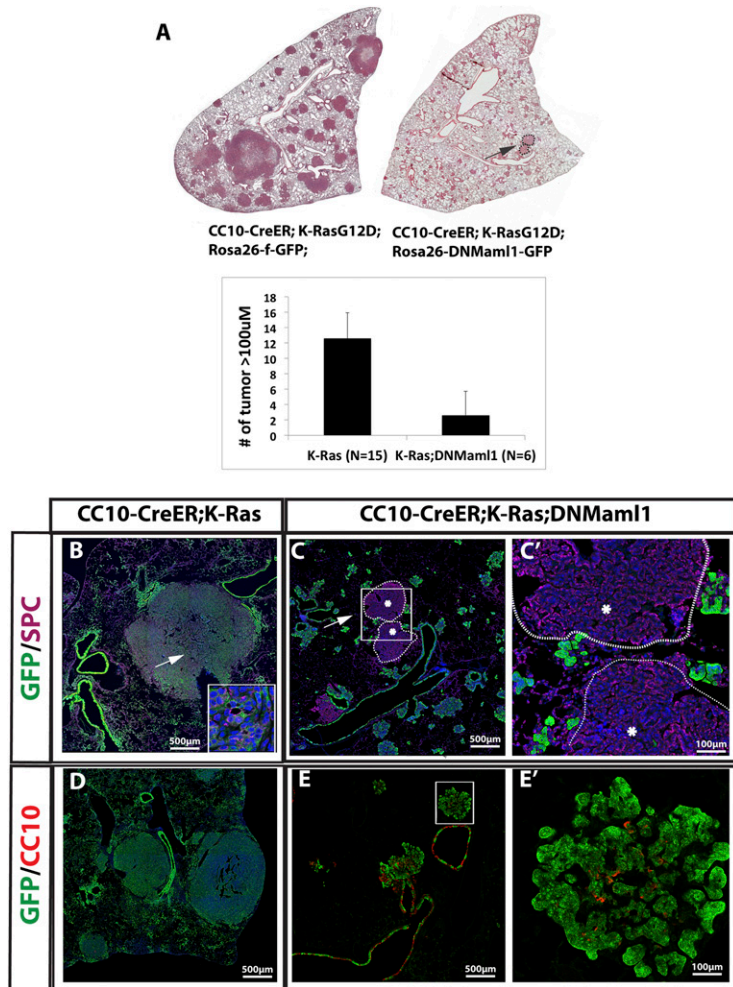 A
CC10-CreER; K-RasG12D;
Rosa26-f-GFP;
CC10-CreER; K-RasG12D;
Rosa26-DNMaml1-GFP
# of tumor >100uM
18
16
14
12
10
8
6
4
2
0
K-Ras (N=15)
K-Ras;DNMaml1 (N=6)
CC10-CreER;K-Ras
CC10-CreER;K-Ras;DNMaml1
GFP/SPC
B
500µm
C
*
*
500µm
C’
*
*
100µm
GFP/CC10
D
500µm
E
500µm
E’
100µm